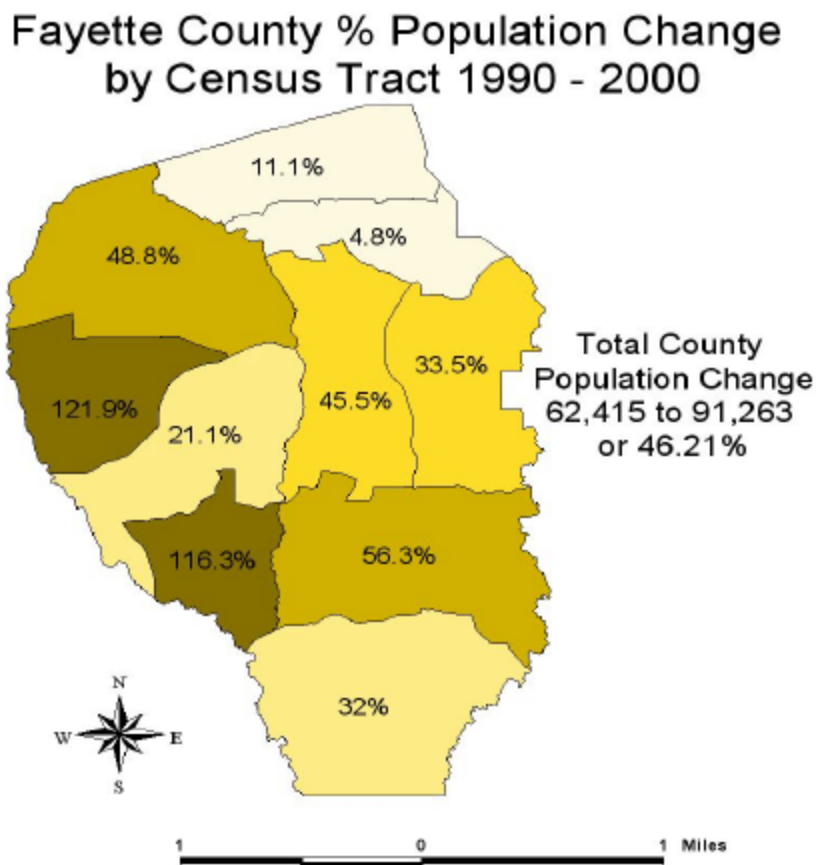 Fayette County % Population Change
by Census Tract 1990 - 2000
11.1%
4.8%
48.8%
33.5%
45.5%
121.9%
21.1%
116.3%
56.3%
32%
Total County
Population Change
62,415 to 91,263
or 46.21%
N
W E
S
1 0 1 Miles